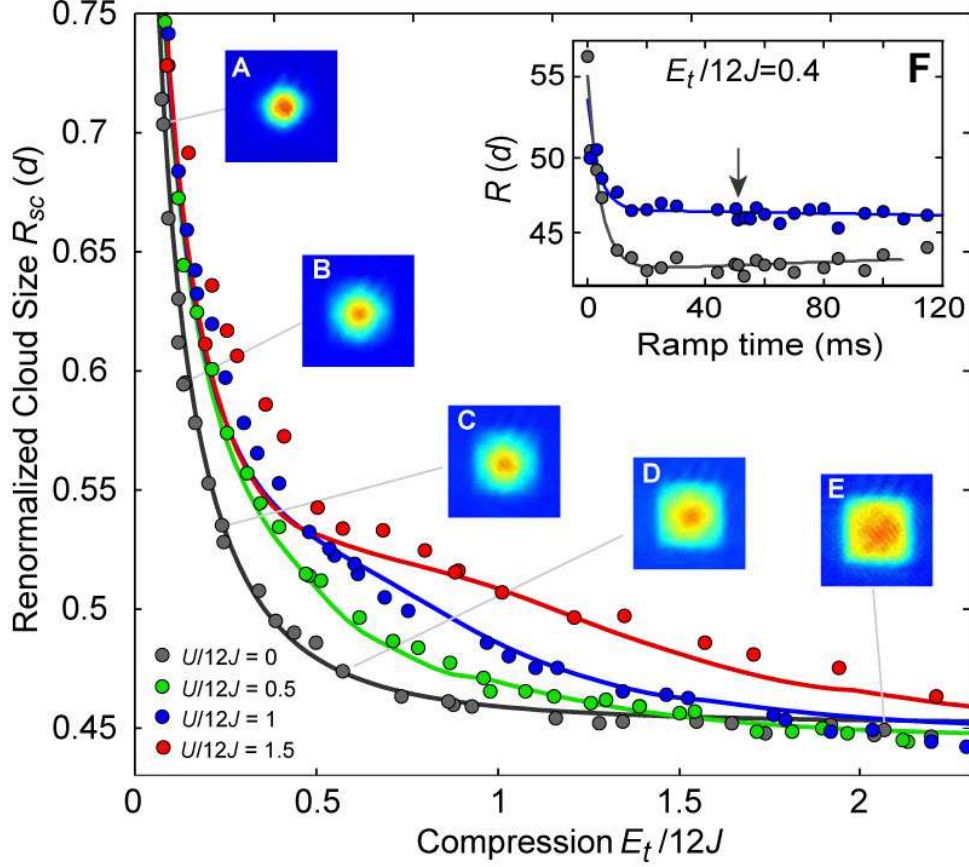 0.75
0.7
0.65
0.6
0.55
0.5
0.45
Renormalized Cloud Size R_sc (d)
A
B
C
D
E
U/12J = 0
U/12J = 0.5
U/12J = 1
U/12J = 1.5
0
0.5
1
1.5
2
Compression E_t/12J
E_t/12J=0.4
F
55
50
45
R (d)
0
40
80
120
Ramp time (ms)